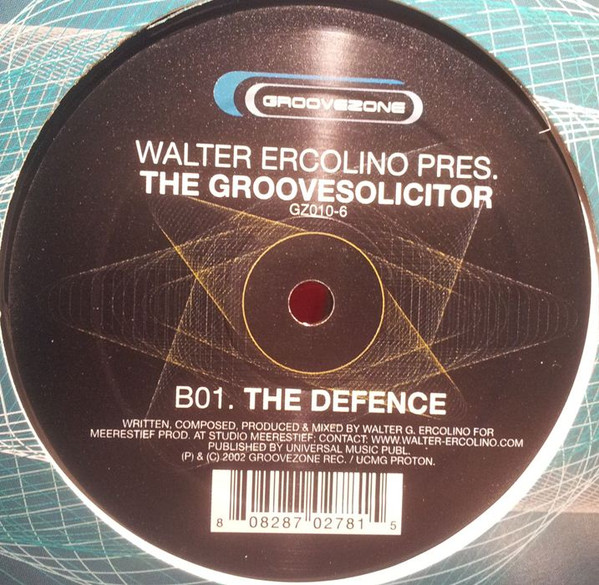 GROOVEZONE
WALTER ERCOLINO PRES.
THE GROOVESOLICITOR
GZ010-6
B01. THE DEFENCE
WRITTEN, COMPOSED, PRODUCED & MIXED BY WALTER G. ERCOLINO FOR
MEERESTIEF PROD. AT STUDIO MEERESTIEF; CONTACT: WWW.WALTER-ERCOLINO.COM
PUBLISHED BY UNIVERSAL MUSIC PUBL.
(P) & (C) 2002 GROOVEZONE REC. / UCMG PROTON.
8 08287 02781 5